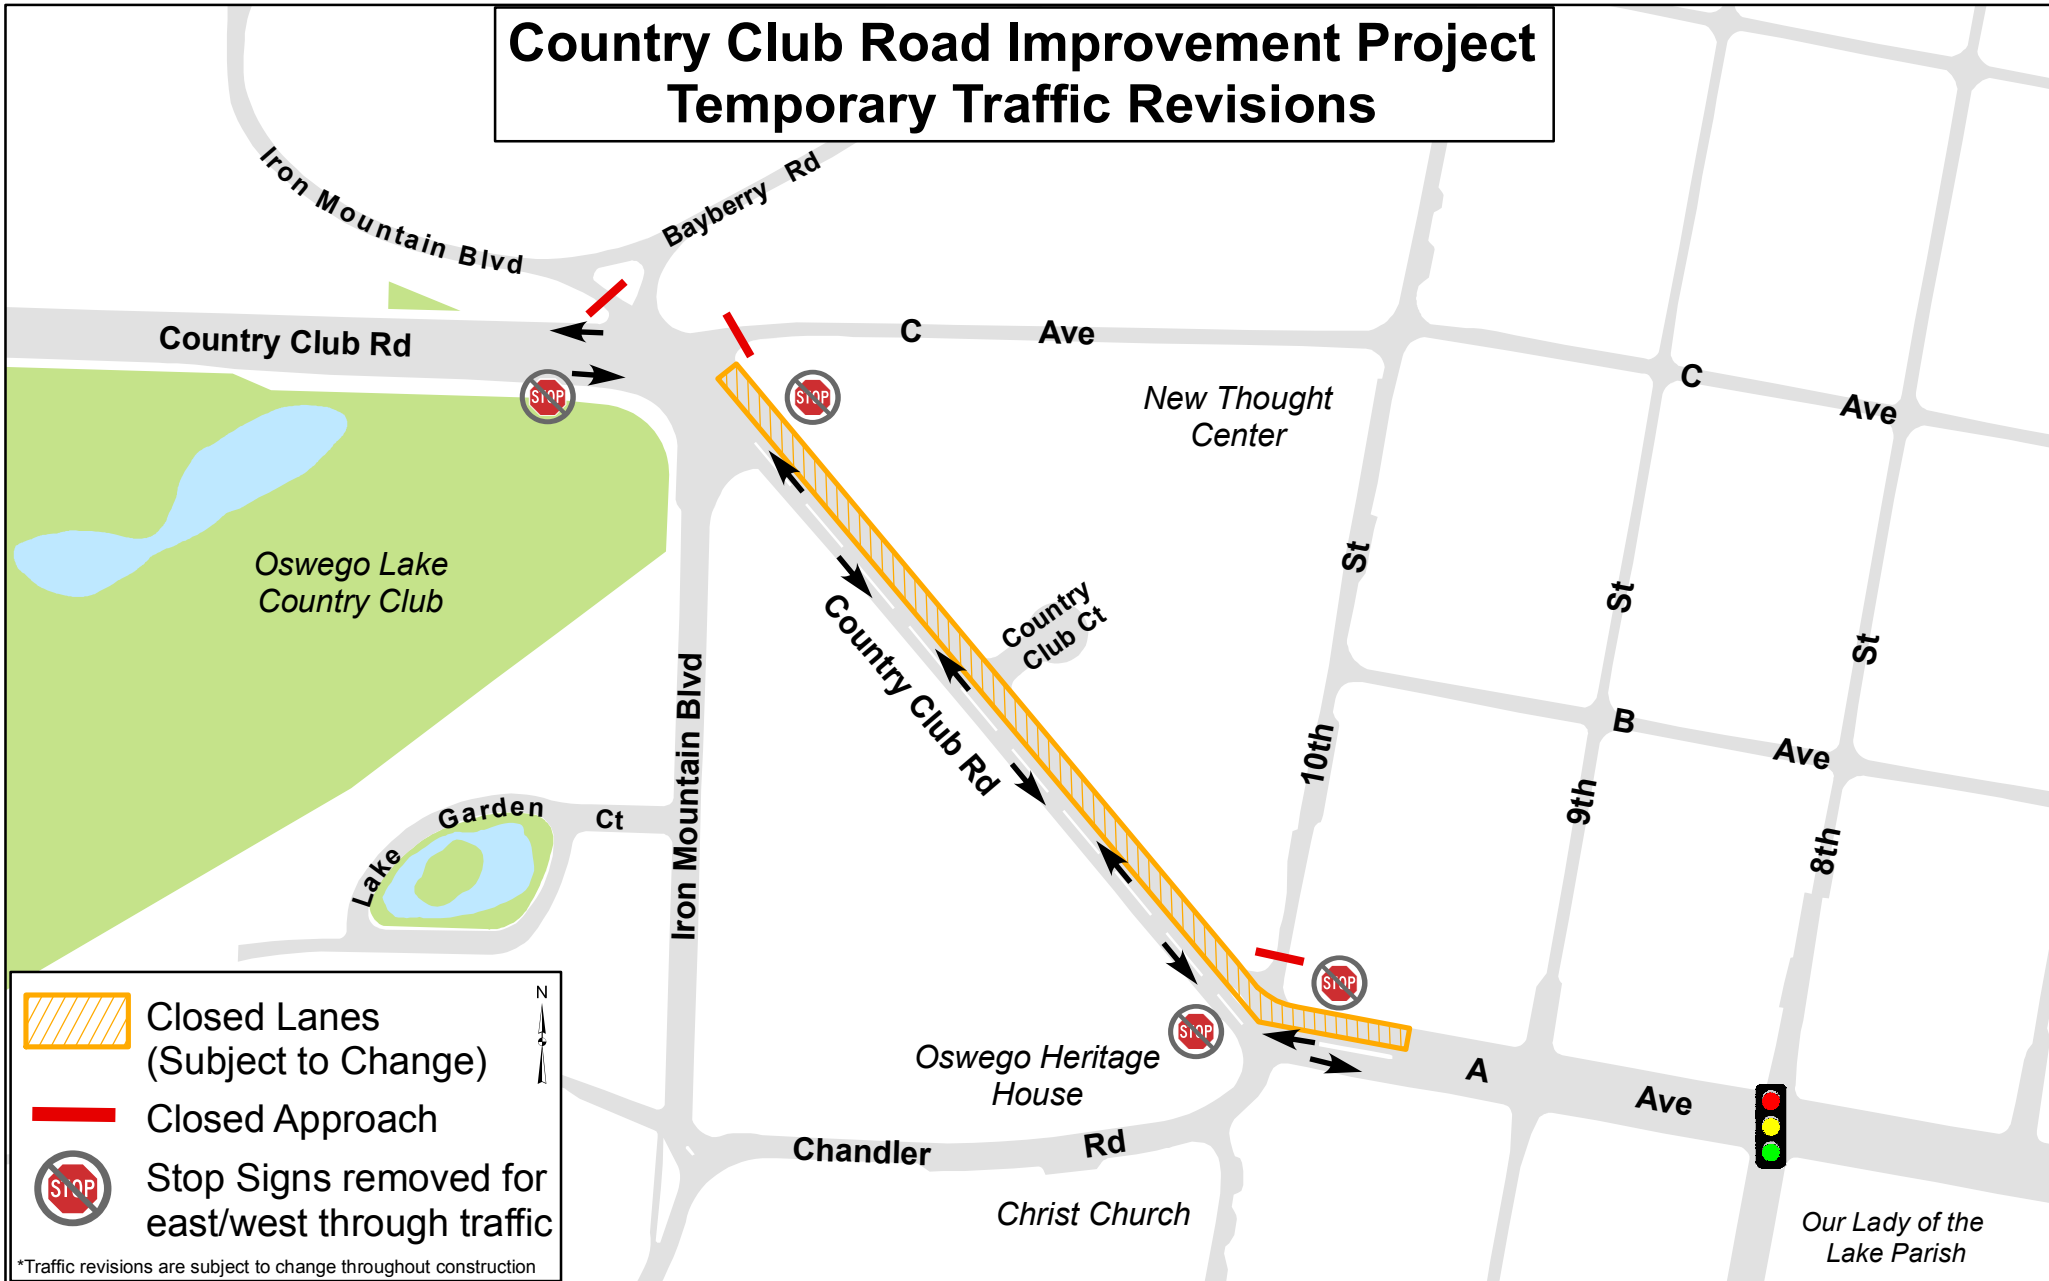 Country Club Road Improvement Project
Temporary Traffic Revisions
Iron Mountain Blvd
Bayberry Rd
Country Club Rd
C Ave
C Ave
STOP
STOP
New Thought
Center
Oswego Lake
Country Club
Country
Club Ct
Country Club Rd
St
St
St
Iron Mountain Blvd
B Ave
10th
9th
8th
Lake Garden Ct
STOP
STOP
Oswego Heritage
House
A Ave
Chandler Rd
Christ Church
Our Lady of the
Lake Parish
N
Closed Lanes
(Subject to Change)
Closed Approach
STOP
Stop Signs removed for
east/west through traffic
*Traffic revisions are subject to change throughout construction